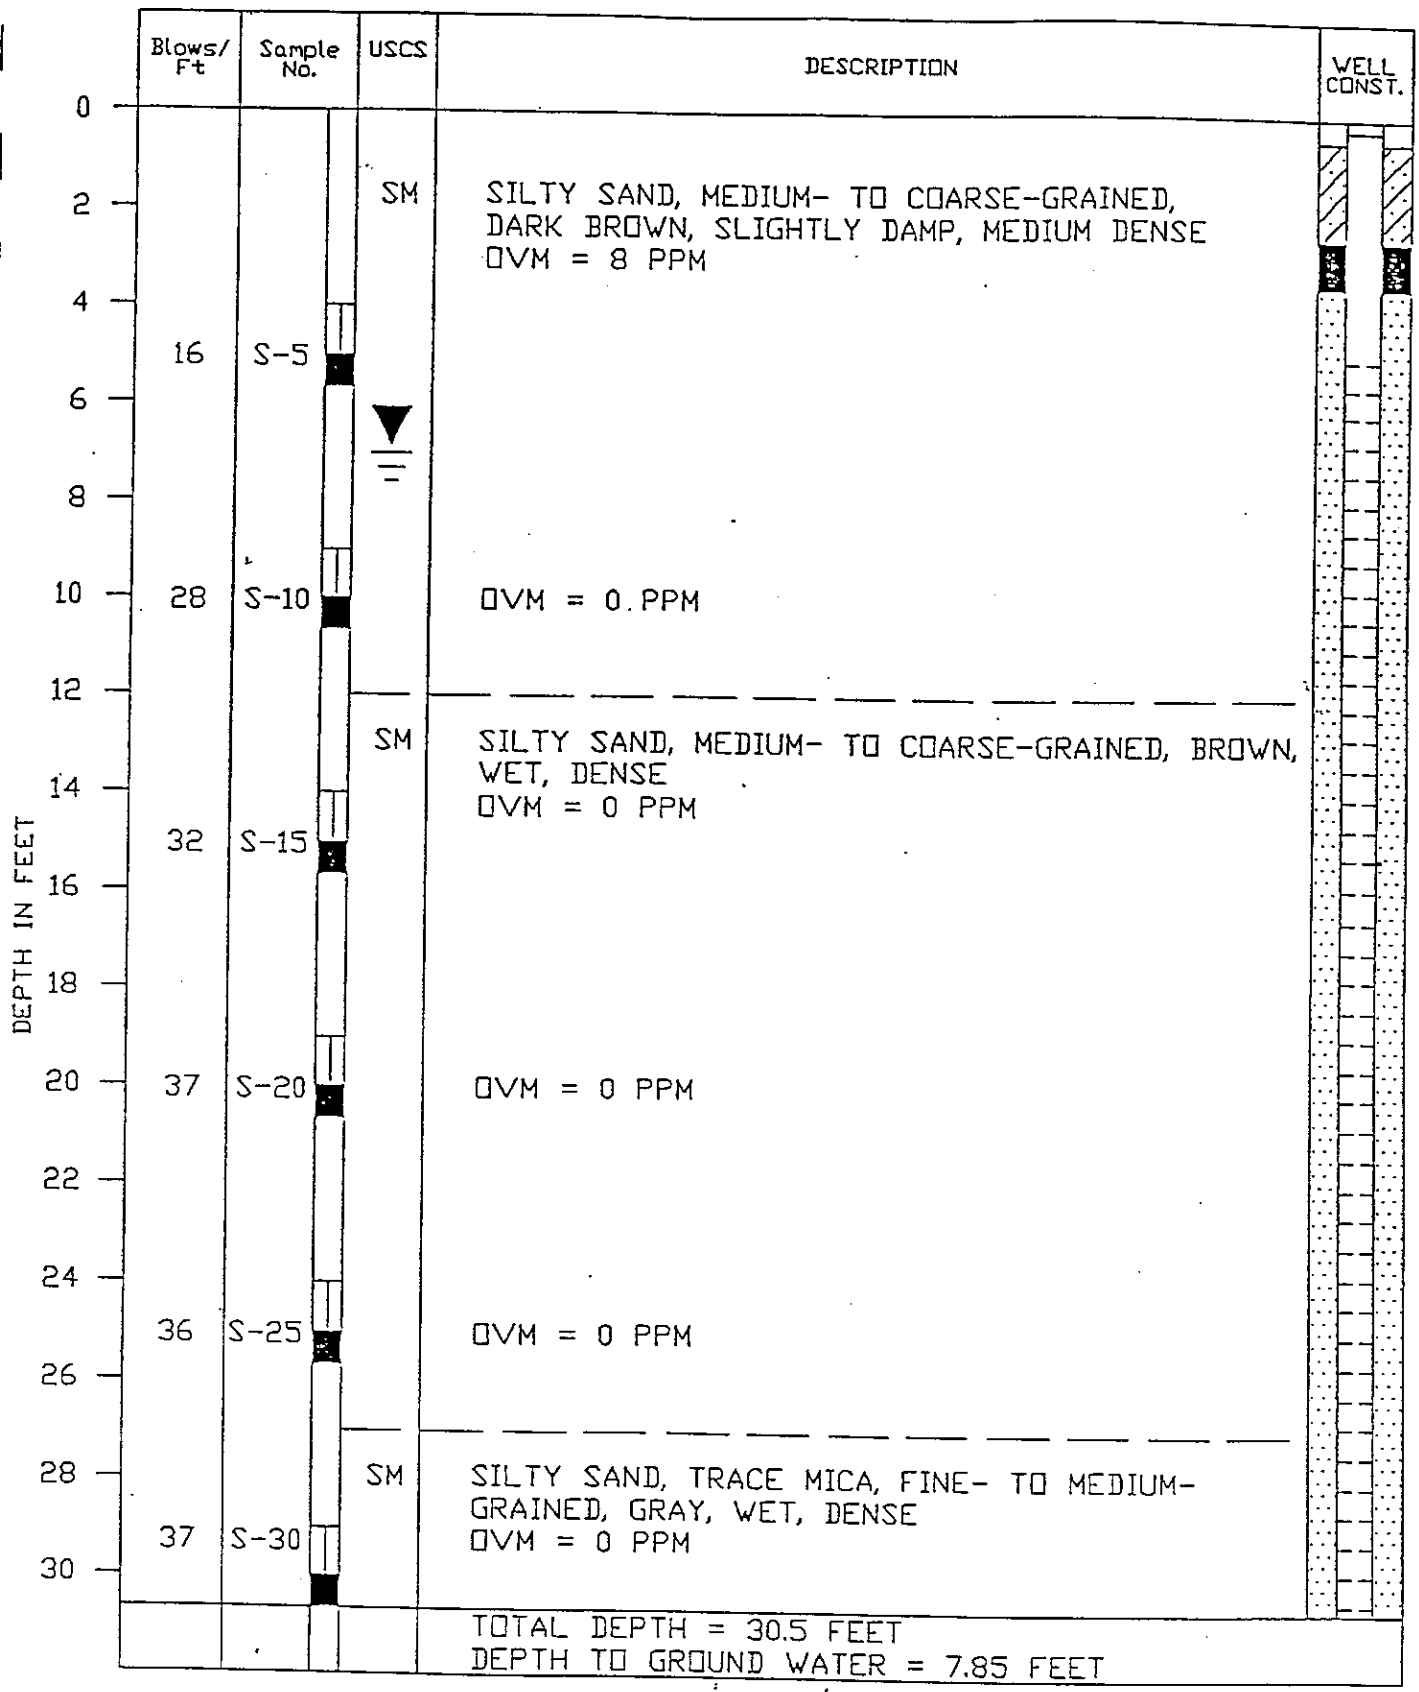 Blows/
Ft
Sample
No.
USCS
DESCRIPTION
WELL
CONST.
0
SM
SILTY SAND, MEDIUM- TO COARSE-GRAINED,
2
DARK BROWN, SLIGHTLY DAMP, MEDIUM DENSE
OVM = 8 PPM
4
16 S-5
6
8
10 28 S-10 OVM = 0 PPM
12
SM SILTY SAND, MEDIUM- TO COARSE-GRAINED, BROWN,
WET, DENSE
14 OVM = 0 PPM
32 S-15
16
18
20 37 S-20 OVM = 0 PPM
22
24
36 S-25 OVM = 0 PPM
26
28 SM SILTY SAND, TRACE MICA, FINE- TO MEDIUM-
GRAINED, GRAY, WET, DENSE
37 S-30 OVM = 0 PPM
30
DEPTH IN FEET
TOTAL DEPTH = 30.5 FEET
DEPTH TO GROUND WATER = 7.85 FEET